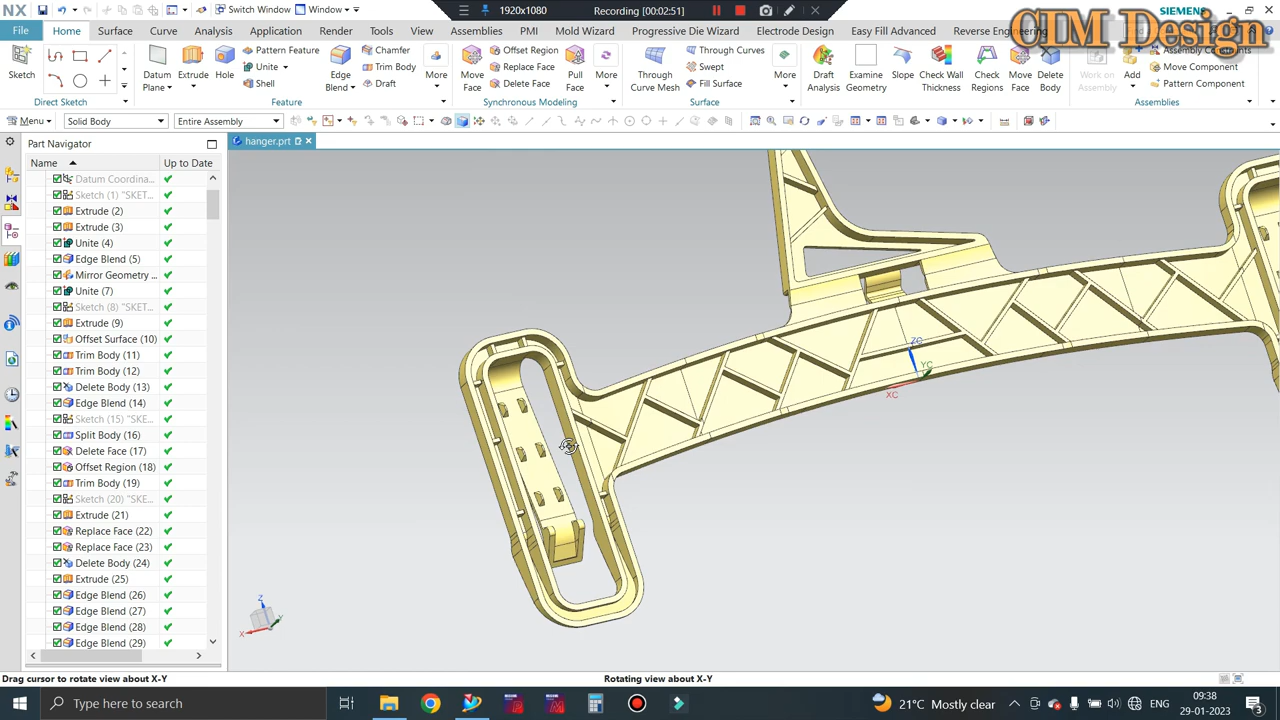 NX
Switch Window
Window
1920x1080
Recording [00:02:51]
SIEMENS
CIM Design
File
Home
Surface
Curve
Analysis
Application
Render
Tools
View
Assemblies
PMI
Mold Wizard
Progressive Die Wizard
Electrode Design
Easy Fill Advanced
Reverse Engineering
Sketch
Direct Sketch
Datum Plane
Extrude
Hole
Pattern Feature
Unite
Shell
Edge Blend
Chamfer
Trim Body
Draft
More
Feature
Move Face
Offset Region
Replace Face
Delete Face
Pull Face
More
Synchronous Modeling
Through Curve Mesh
Through Curves
Swept
Fill Surface
More
Surface
Draft Analysis
Examine Geometry
Slope
Check Wall Thickness
Check Regions
Move Face
Delete Body
Work on Assembly
Add
Assembly Constraints
Move Component
Pattern Component
Assemblies
Menu
Solid Body
Entire Assembly
Part Navigator
hanger.prt
Name
Up to Date
Datum Coordina...
Sketch (1) "SKET...
Extrude (2)
Extrude (3)
Unite (4)
Edge Blend (5)
Mirror Geometry ...
Unite (7)
Sketch (8) "SKET...
Extrude (9)
Offset Surface (10)
Trim Body (11)
Trim Body (12)
Delete Body (13)
Edge Blend (14)
Sketch (15) "SKE...
Split Body (16)
Delete Face (17)
Offset Region (18)
Trim Body (19)
Sketch (20) "SKE...
Extrude (21)
Replace Face (22)
Replace Face (23)
Delete Body (24)
Extrude (25)
Edge Blend (26)
Edge Blend (27)
Edge Blend (28)
Edge Blend (29)
ZC
YC
XC
Z
Y
X
Drag cursor to rotate view about X-Y
Rotating view about X-Y
Type here to search
21°C Mostly clear
ENG
09:38
29-01-2023
3